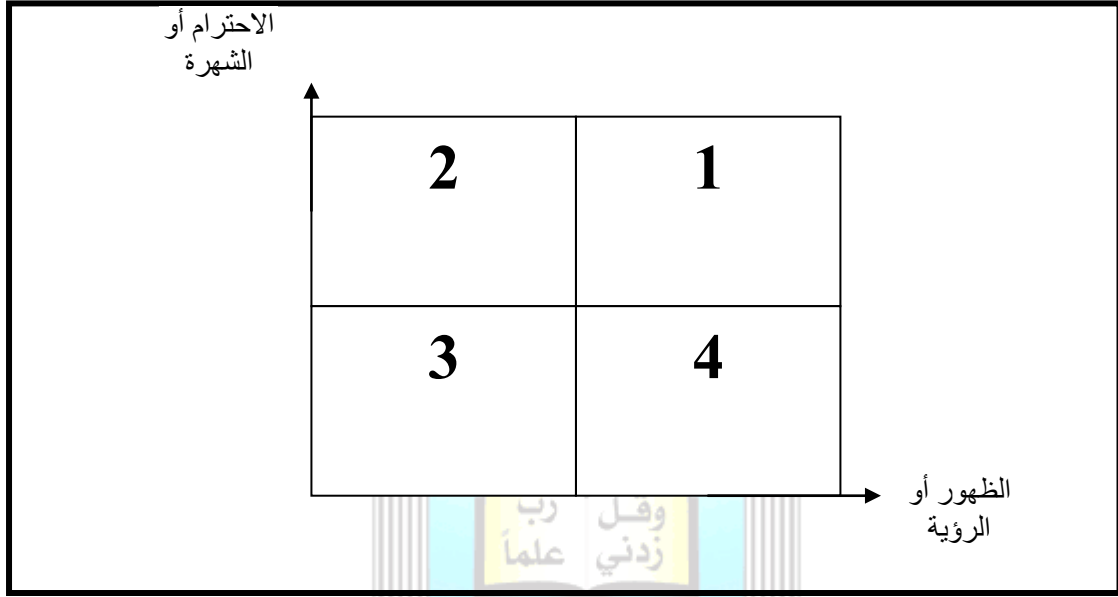 الاحترام أو
الشهرة
2 1
3 4
الظهور أو
الرؤية
وقل رب
زدني علماً